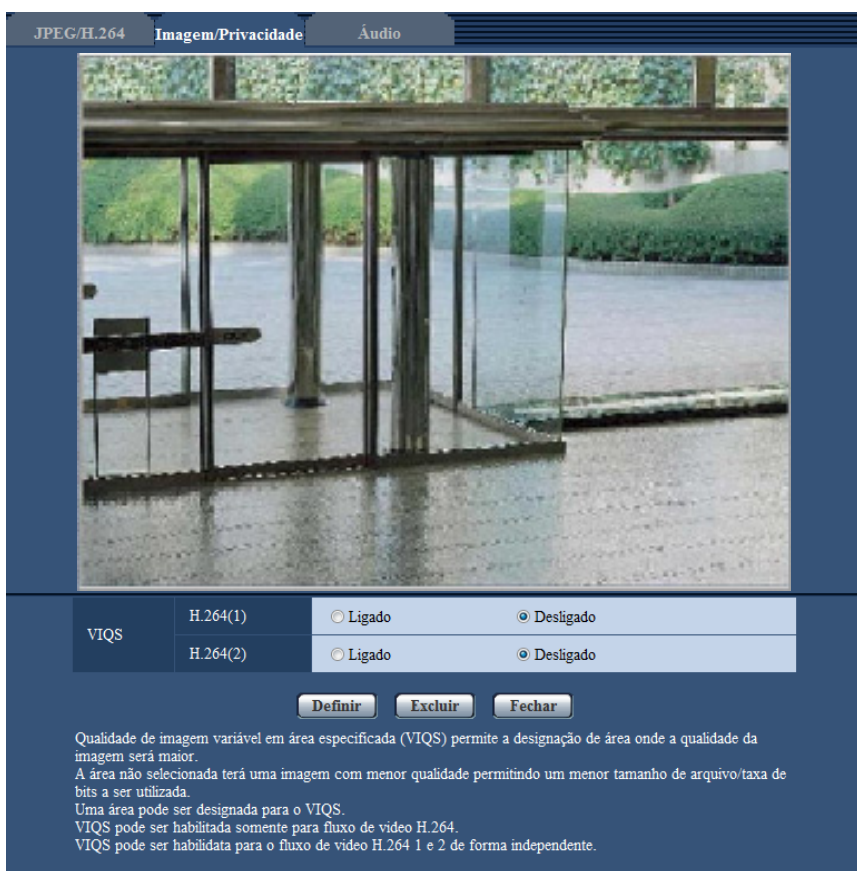 JPEG/H.264 Imagem/Privacidade Áudio
VIQS
H.264(1) Ligado Desligado
H.264(2) Ligado Desligado
Definir Excluir Fechar
Qualidade de imagem variável em área especificada (VIQS) permite a designação de área onde a qualidade da
imagem será maior.
A área não selecionada terá uma imagem com menor qualidade permitindo um menor tamanho de arquivo/taxa de
bits a ser utilizada.
Uma área pode ser designada para o VIQS.
VIQS pode ser habilitada somente para fluxo de video H.264.
VIQS pode ser habilidata para o fluxo de video H.264 1 e 2 de forma independente.